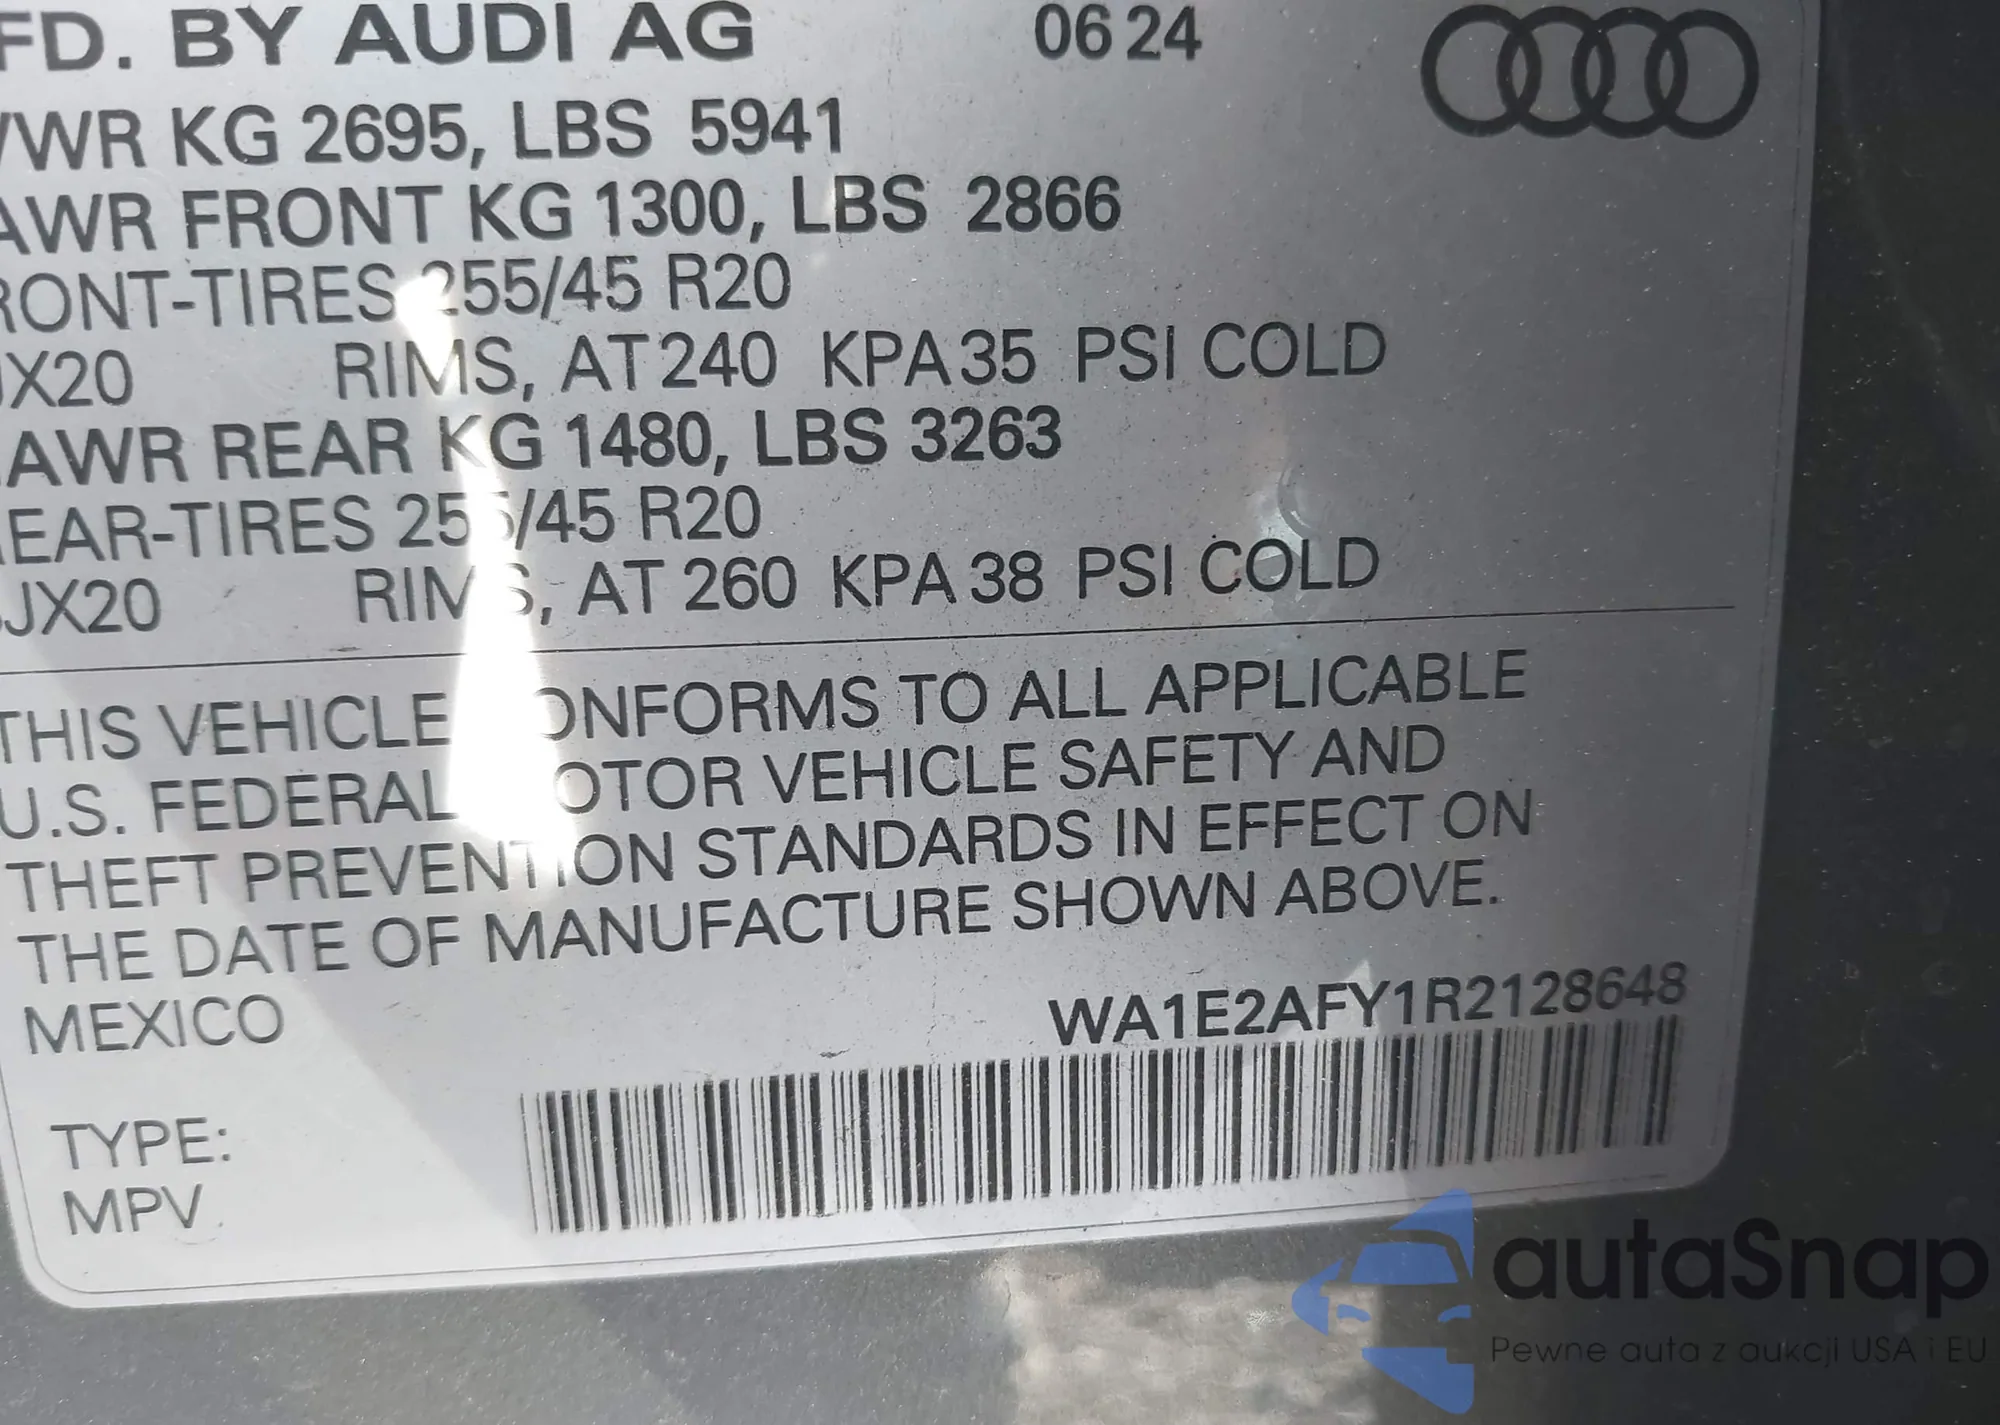 FD. BY AUDI AG 06 24
VWR KG 2695, LBS 5941
AWR FRONT KG 1300, LBS 2866
RONT-TIRES 255/45 R20
JX20 RIMS, AT 240 KPA 35 PSI COLD
AWR REAR KG 1480, LBS 3263
EAR-TIRES 255/45 R20
JX20 RIMS, AT 260 KPA 38 PSI COLD
THIS VEHICLE CONFORMS TO ALL APPLICABLE
U.S. FEDERAL MOTOR VEHICLE SAFETY AND
THEFT PREVENTION STANDARDS IN EFFECT ON
THE DATE OF MANUFACTURE SHOWN ABOVE.
MEXICO
WA1E2AFY1R2128648
TYPE:
MPV
autaSnap
Pewne auta z aukcji USA i EU